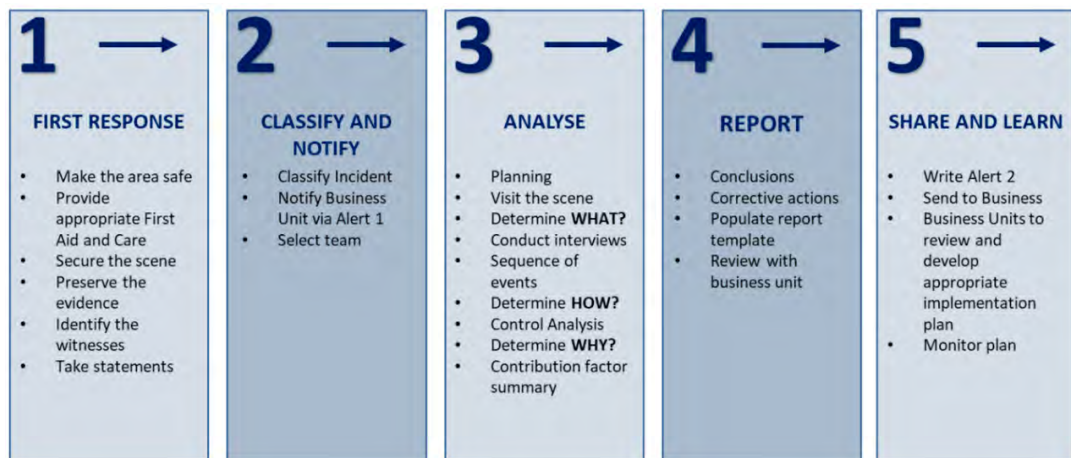 1
FIRST RESPONSE
• Make the area safe
• Provide
appropriate First
Aid and Care
• Secure the scene
• Preserve the
evidence
• Identify the
witnesses
• Take statements
2
CLASSIFY AND
NOTIFY
• Classify Incident
• Notify Business
Unit via Alert 1
• Select team
3
ANALYSE
• Planning
• Visit the scene
• Determine WHAT?
• Conduct interviews
• Sequence of
events
• Determine HOW?
• Control Analysis
• Determine WHY?
• Contribution factor
summary
4
REPORT
• Conclusions
• Corrective actions
• Populate report
template
• Review with
business unit
5
SHARE AND LEARN
• Write Alert 2
• Send to Business
• Business Units to
review and
develop
appropriate
implementation
plan
• Monitor plan